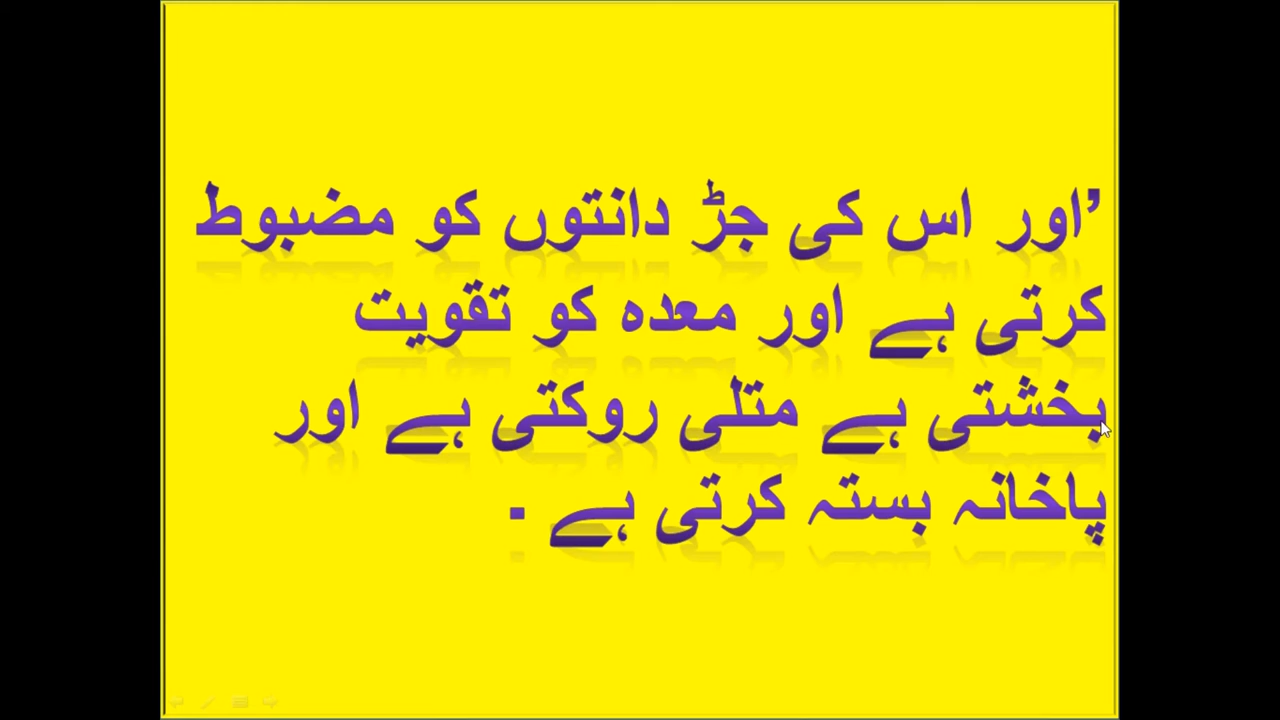 ’اور اس کی جڑ دانتوں کو مضبوط
کرتی ہے اور معدہ کو تقویت
بخشتی ہے متلی روکتی ہے اور
پاخانہ بستہ کرتی ہے ۔